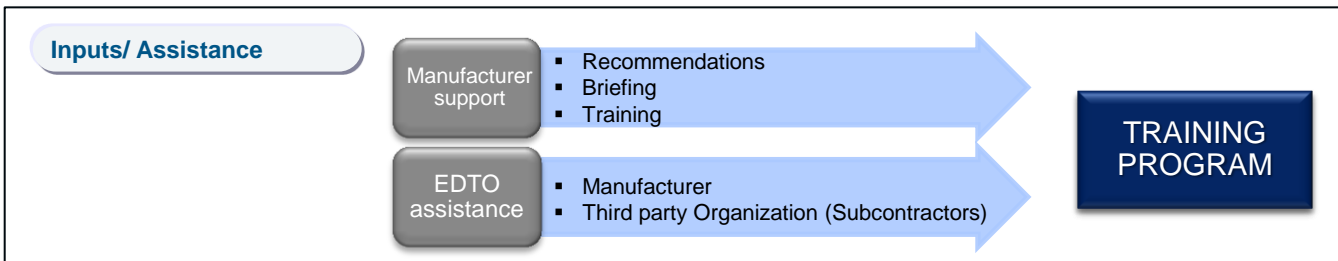 Inputs/ Assistance
Manufacturer
support
▪ Recommendations
▪ Briefing
▪ Training
EDTO
assistance
▪ Manufacturer
▪ Third party Organization (Subcontractors)
TRAINING
PROGRAM